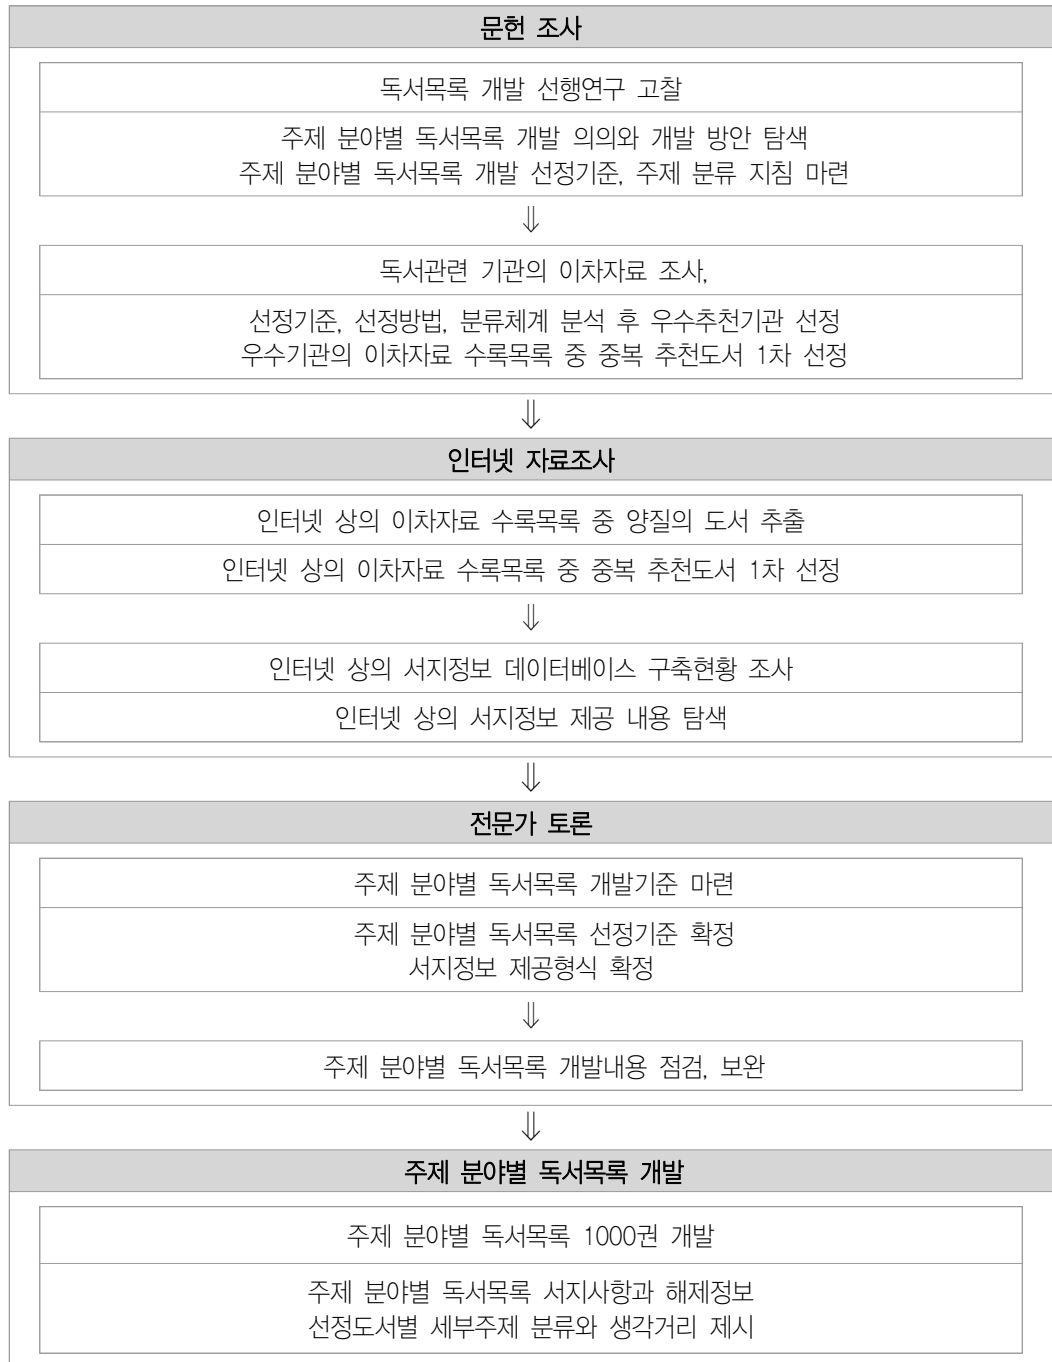 문헌 조사
독서목록 개발 선행연구 고찰
주제 분야별 독서목록 개발 의의와 개발 방안 탐색
주제 분야별 독서목록 개발 선정기준, 주제 분류 지침 마련
⇓
독서관련 기관의 이차자료 조사,
선정기준, 선정방법, 분류체계 분석 후 우수추천기관 선정
우수기관의 이차자료 수록목록 중 중복 추천도서 1차 선정
⇓
인터넷 자료조사
인터넷 상의 이차자료 수록목록 중 양질의 도서 추출
인터넷 상의 이차자료 수록목록 중 중복 추천도서 1차 선정
⇓
인터넷 상의 서지정보 데이터베이스 구축현황 조사
인터넷 상의 서지정보 제공 내용 탐색
⇓
전문가 토론
주제 분야별 독서목록 개발기준 마련
주제 분야별 독서목록 선정기준 확정
서지정보 제공형식 확정
⇓
주제 분야별 독서목록 개발내용 점검, 보완
⇓
주제 분야별 독서목록 개발
주제 분야별 독서목록 1000권 개발
주제 분야별 독서목록 서지사항과 해제정보
선정도서별 세부주제 분류와 생각거리 제시